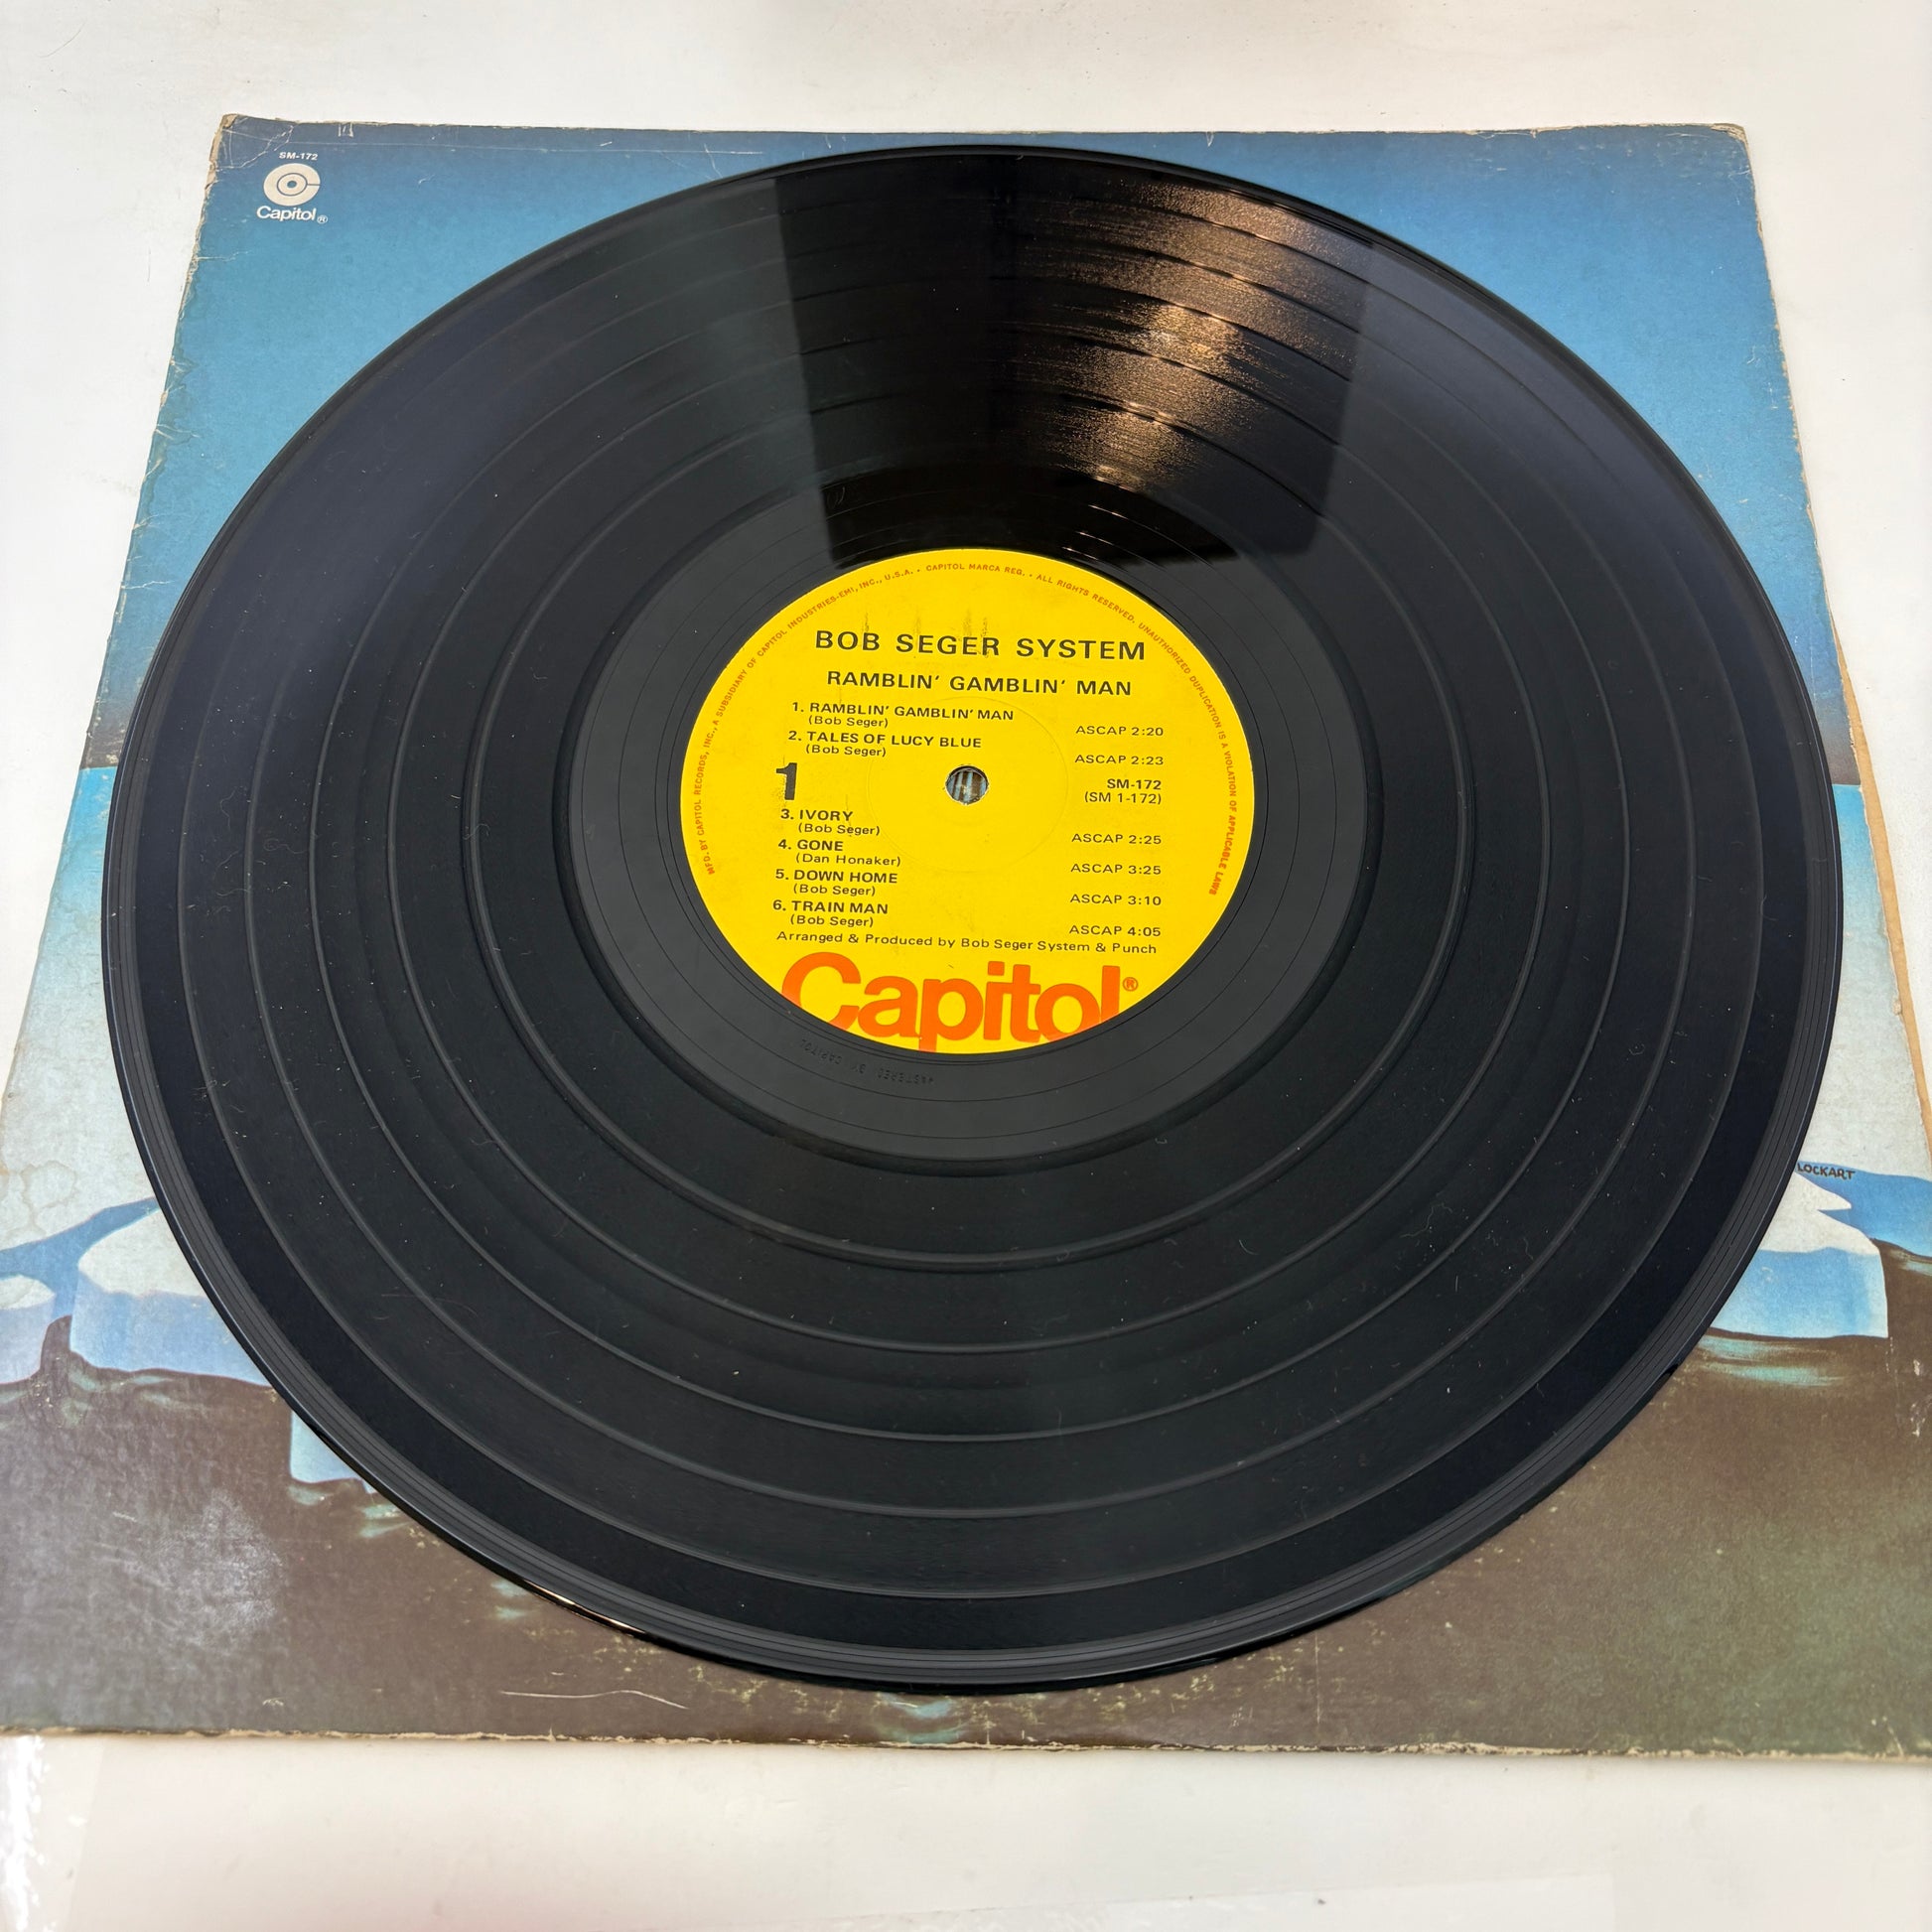 SM-172
Capitol®
MFD. BY CAPITOL RECORDS, INC., A SUBSIDIARY OF CAPITOL INDUSTRIES-EMI, INC., U.S.A. • CAPITOL MARCA REG. • ALL RIGHTS RESERVED. UNAUTHORIZED DUPLICATION IS A VIOLATION OF APPLICABLE LAWS
BOB SEGER SYSTEM
RAMBLIN' GAMBLIN' MAN
1. RAMBLIN' GAMBLIN' MAN
(Bob Seger) ASCAP 2:20
2. TALES OF LUCY BLUE
(Bob Seger) ASCAP 2:23
1
SM-172
(SM 1-172)
3. IVORY
(Bob Seger) ASCAP 2:25
4. GONE
(Dan Honaker) ASCAP 3:25
5. DOWN HOME
(Bob Seger) ASCAP 3:10
6. TRAIN MAN
(Bob Seger) ASCAP 4:05
Arranged & Produced by Bob Seger System & Punch
Capitol®
MASTERED BY CAPITOL
LOCKART